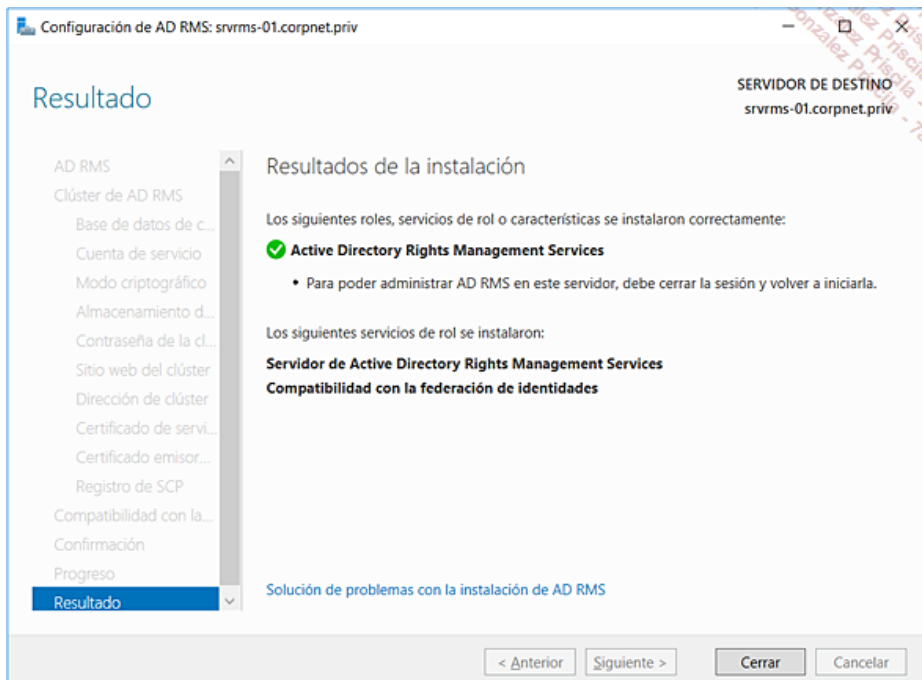 Configuración de AD RMS: srvrms-01.corpnet.priv
Resultado
SERVIDOR DE DESTINO
srvrms-01.corpnet.priv
AD RMS
Clúster de AD RMS
Base de datos de c...
Cuenta de servicio
Modo criptográfico
Almacenamiento d...
Contraseña de la cl...
Sitio web del clúster
Dirección de clúster
Certificado de servi...
Certificado emisor...
Registro de SCP
Compatibilidad con la...
Confirmación
Progreso
Resultado
Resultados de la instalación
Los siguientes roles, servicios de rol o características se instalaron correctamente:
Active Directory Rights Management Services
• Para poder administrar AD RMS en este servidor, debe cerrar la sesión y volver a iniciarla.
Los siguientes servicios de rol se instalaron:
Servidor de Active Directory Rights Management Services
Compatibilidad con la federación de identidades
Solución de problemas con la instalación de AD RMS
< Anterior
Siguiente >
Cerrar
Cancelar